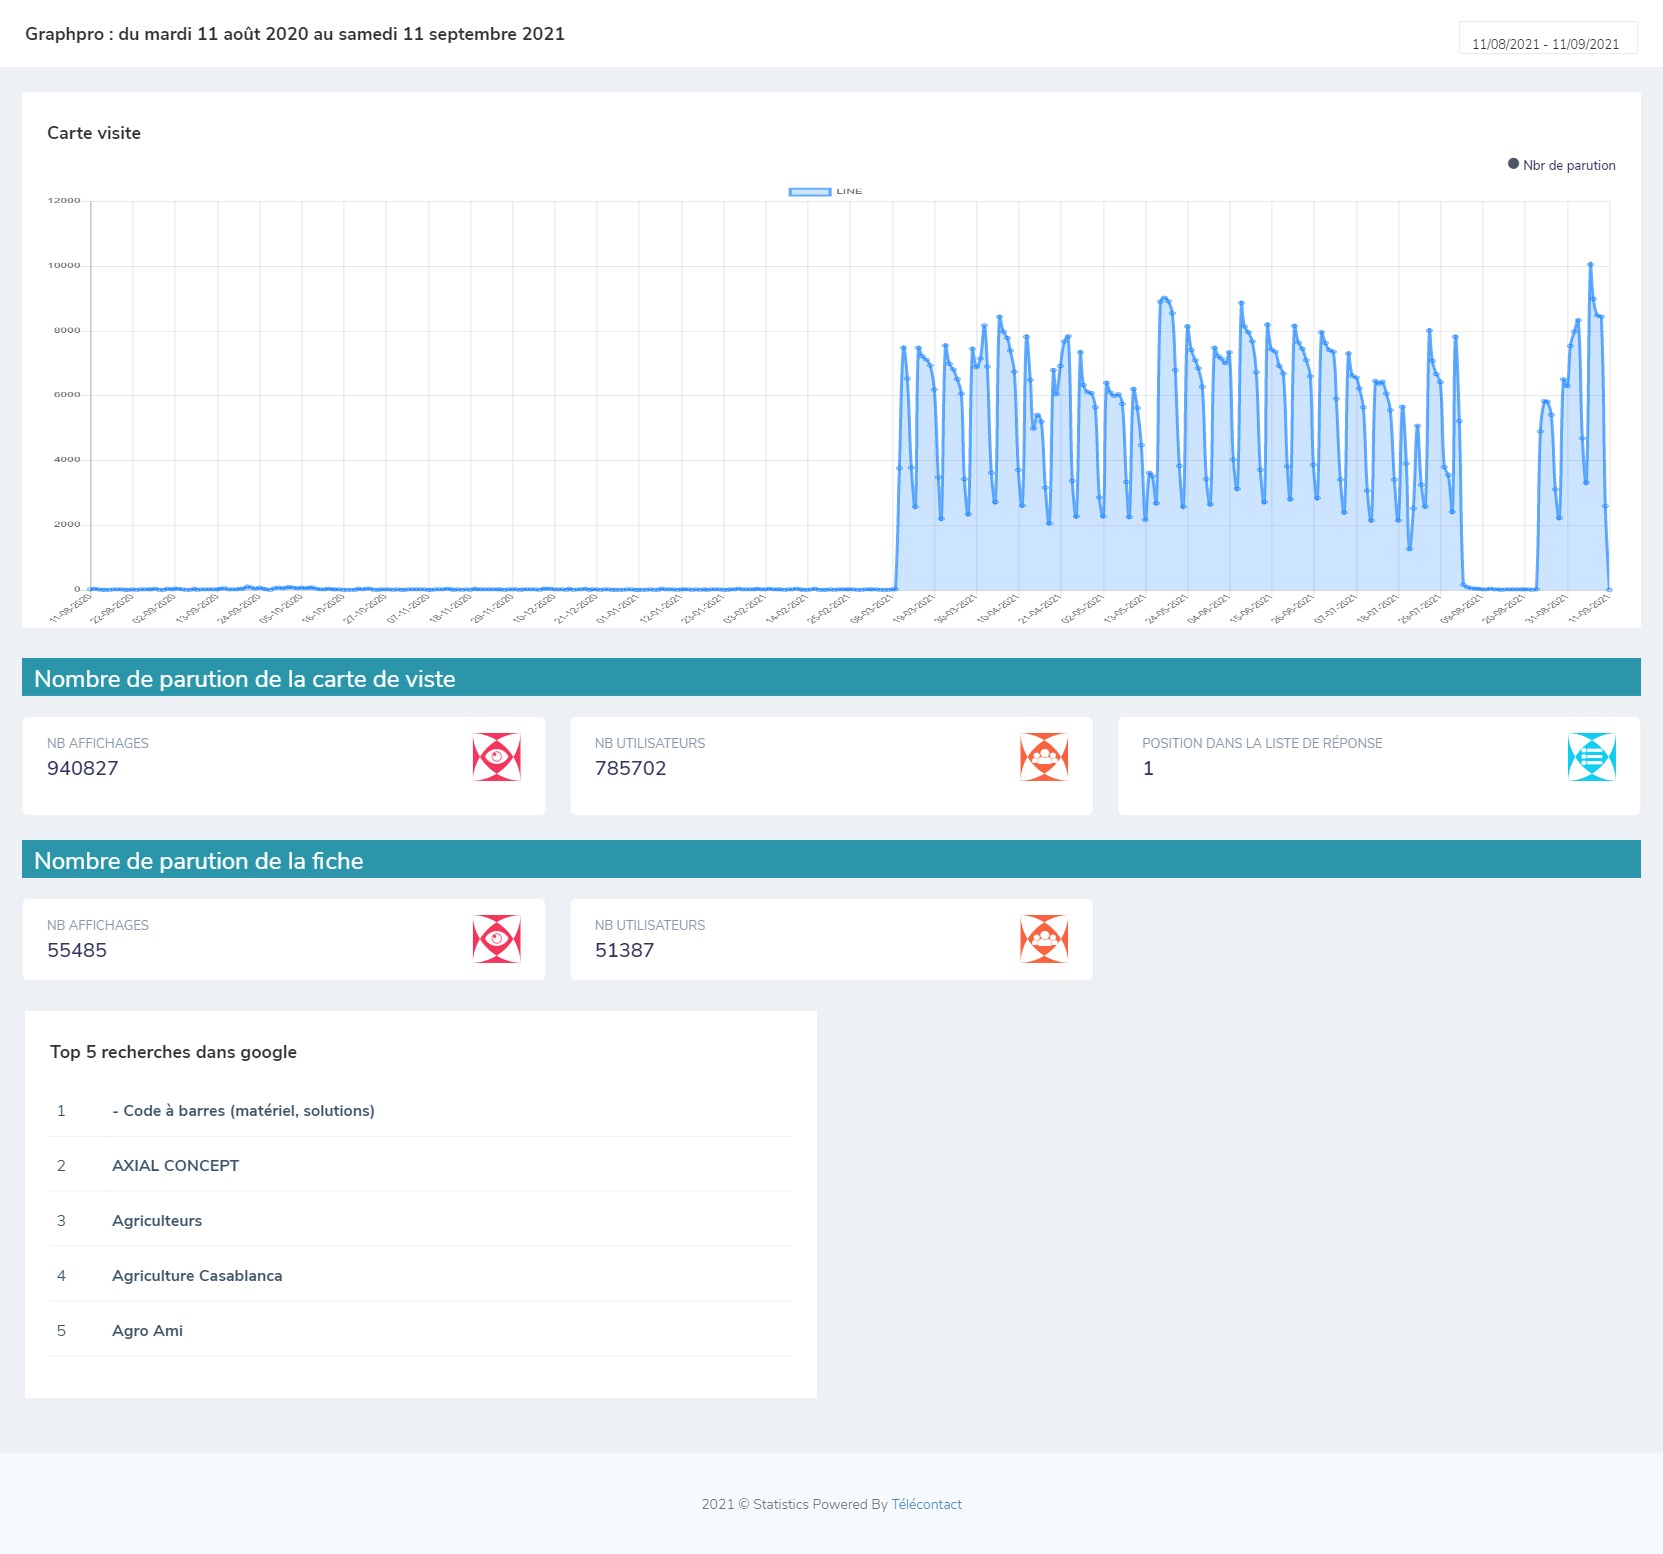 Graphpro : du mardi 11 août 2020 au samedi 11 septembre 2021
11/08/2021 - 11/09/2021
Carte visite
Nbr de parution
LINE
12000
10000
8000
6000
4000
2000
0
11-08-2020
22-08-2020
02-09-2020
13-09-2020
24-09-2020
05-10-2020
16-10-2020
27-10-2020
07-11-2020
18-11-2020
29-11-2020
10-12-2020
21-12-2020
01-01-2021
12-01-2021
23-01-2021
03-02-2021
14-02-2021
25-02-2021
08-03-2021
19-03-2021
30-03-2021
10-04-2021
21-04-2021
02-05-2021
13-05-2021
24-05-2021
04-06-2021
15-06-2021
26-06-2021
07-07-2021
18-07-2021
29-07-2021
09-08-2021
20-08-2021
31-08-2021
11-09-2021
Nombre de parution de la carte de viste
NB AFFICHAGES
940827
NB UTILISATEURS
785702
POSITION DANS LA LISTE DE RÉPONSE
1
Nombre de parution de la fiche
NB AFFICHAGES
55485
NB UTILISATEURS
51387
Top 5 recherches dans google
1 - Code à barres (matériel, solutions)
2 AXIAL CONCEPT
3 Agriculteurs
4 Agriculture Casablanca
5 Agro Ami
2021 © Statistics Powered By Télécontact